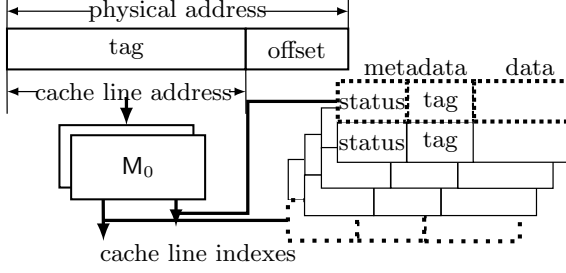 physical address
tag offset
metadata data
cache line address
status tag
status tag
M0
cache line indexes